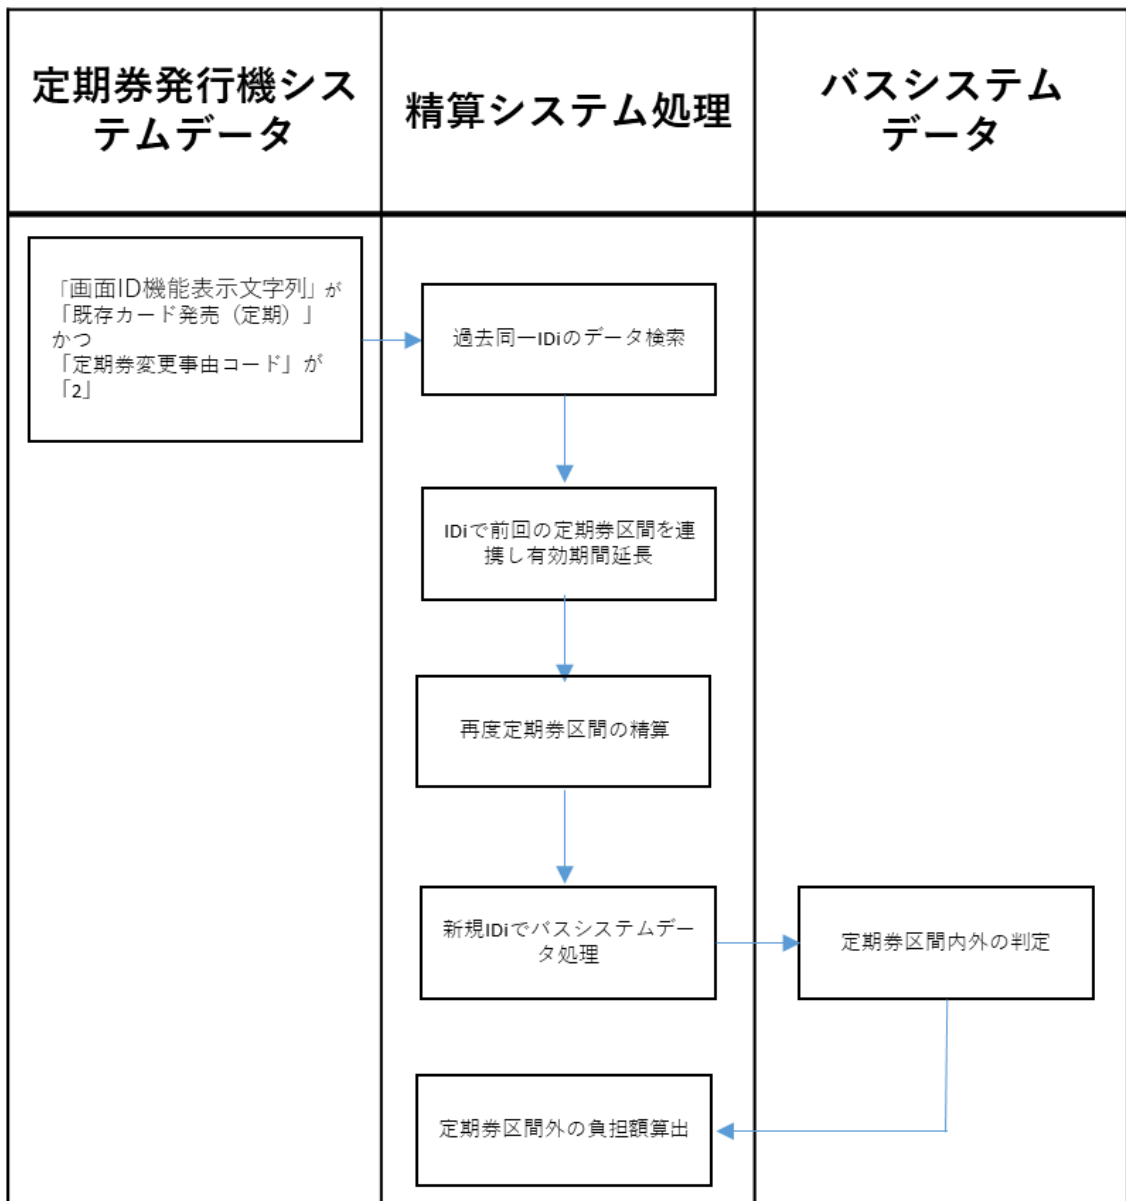 定期券発行機シス
テムデータ
精算システム処理
バスシステム
データ
「画面ID機能表示文字列」が
「既存カード発売（定期）」
かつ
「定期券変更事由コード」が
「2」
過去同一IDiのデータ検索
IDiで前回の定期券区間を連
携し有効期間延長
再度定期券区間の精算
新規IDiでバスシステムデー
タ処理
定期券区間内外の判定
定期券区間外の負担額算出